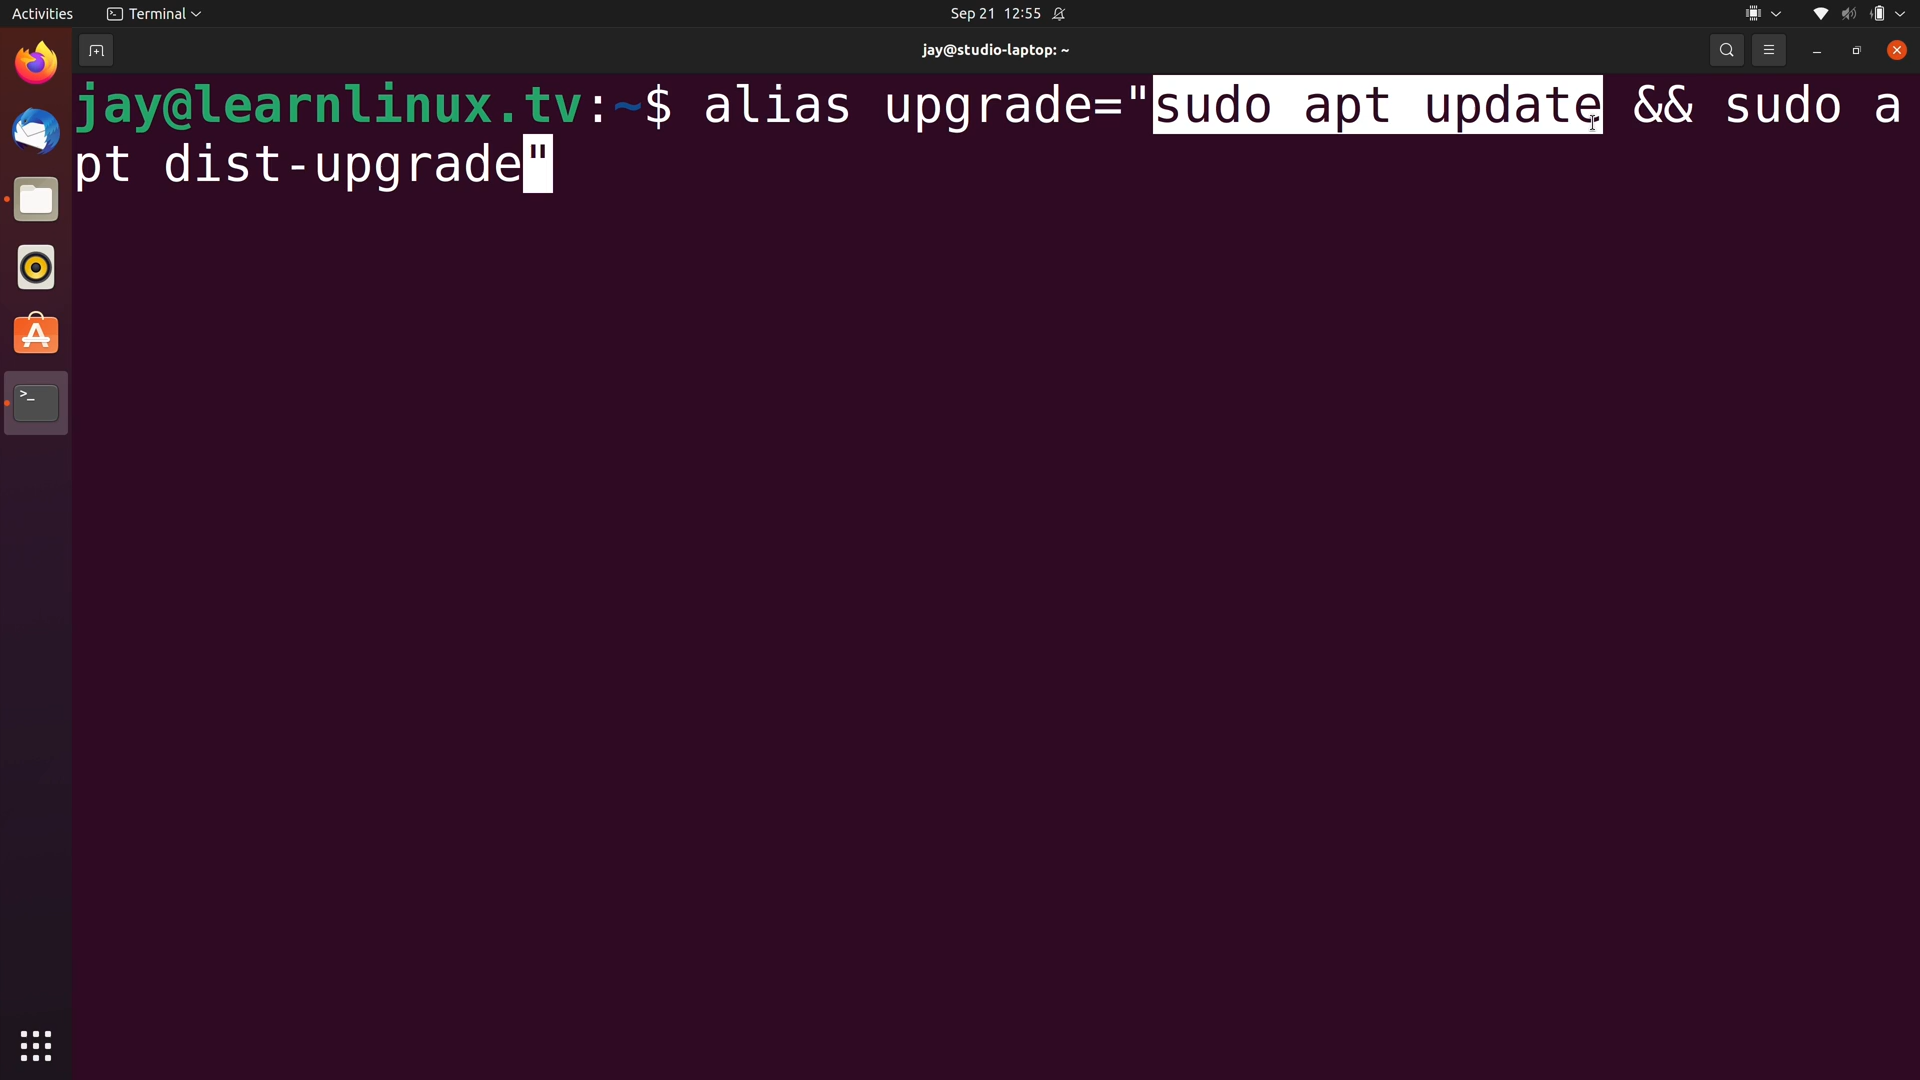 Activities Terminal Sep 21 12:55
jay@studio-laptop: ~
jay@learnlinux.tv:~$ alias upgrade="sudo apt update && sudo a
pt dist-upgrade"
>_